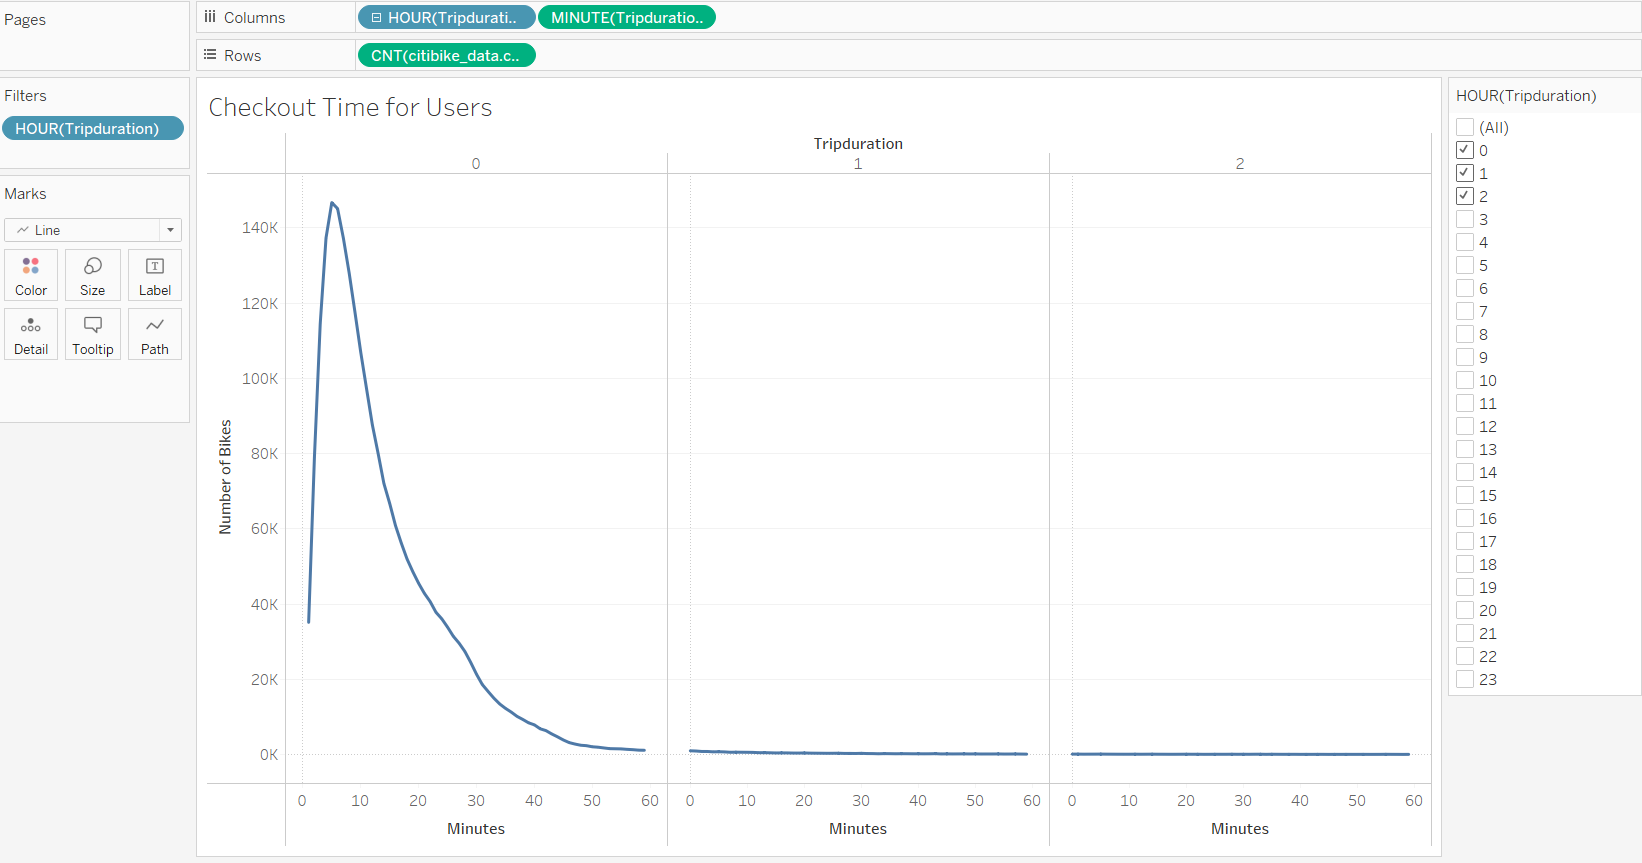 Pages
Columns
HOUR(Tripdurati..
MINUTE(Tripduratio..
Rows
CNT(citibike_data.c..
Filters
HOUR(Tripduration)
Marks
Line
Color
Size
Label
Detail
Tooltip
Path
Checkout Time for Users
Tripduration
0
1
2
Number of Bikes
140K
120K
100K
80K
60K
40K
20K
0K
0 10 20 30 40 50 60
0 10 20 30 40 50 60
0 10 20 30 40 50 60
Minutes
Minutes
Minutes
HOUR(Tripduration)
(All)
0
1
2
3
4
5
6
7
8
9
10
11
12
13
14
15
16
17
18
19
20
21
22
23